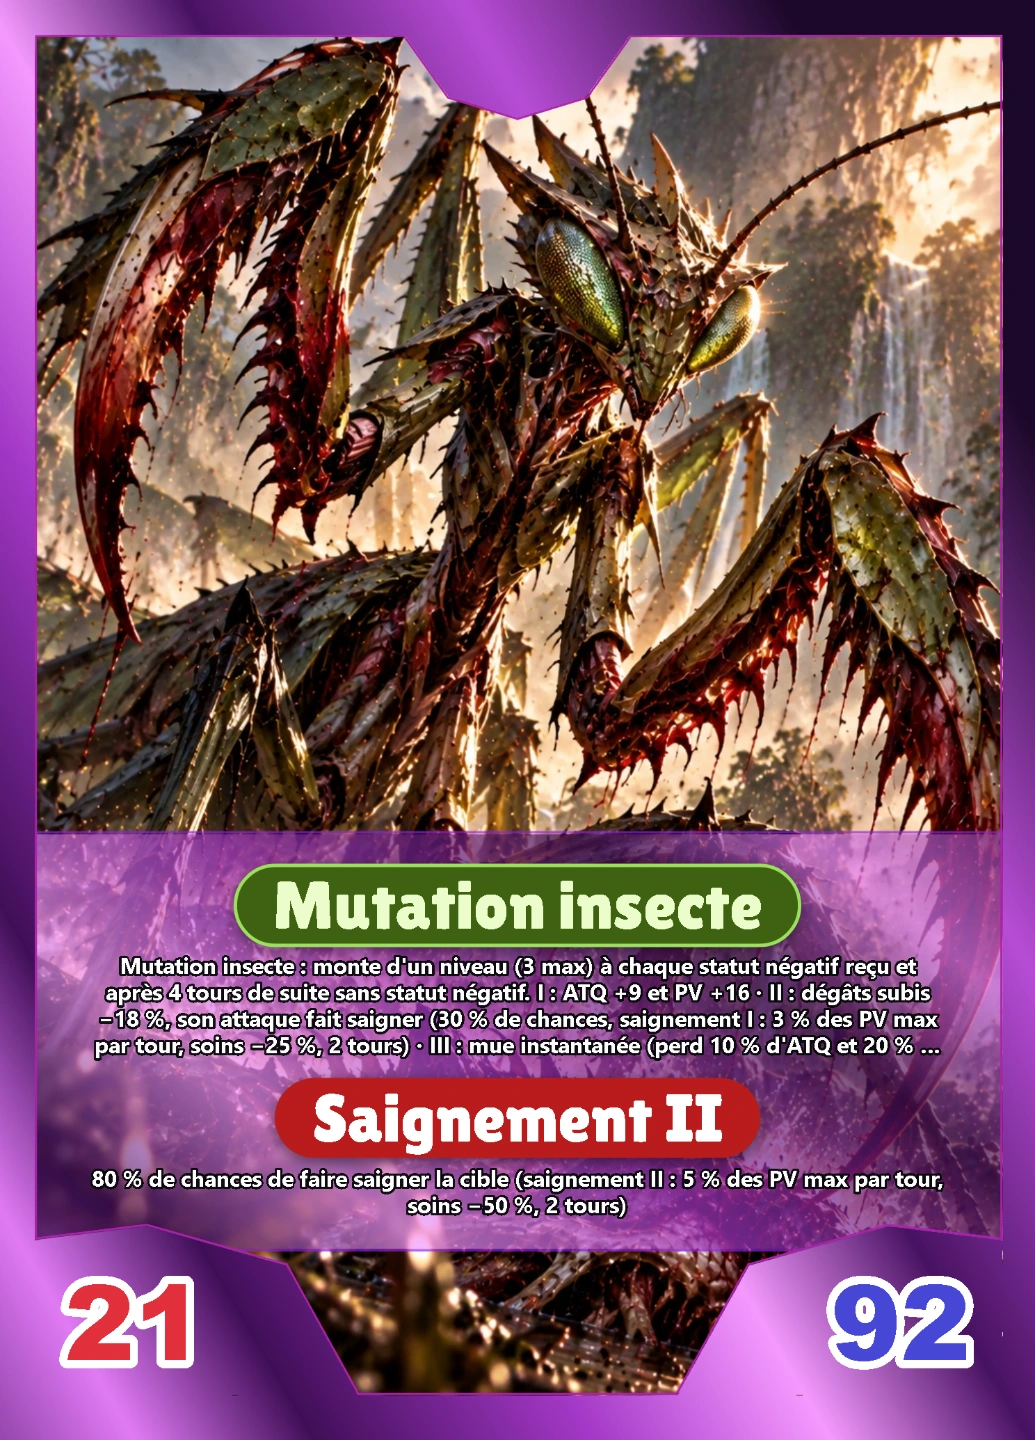 Mutation insecte
Mutation insecte : monte d'un niveau (3 max) à chaque statut négatif reçu et
après 4 tours de suite sans statut négatif. I : ATQ +9 et PV +16 · II : dégâts subis
−18 %, son attaque fait saigner (30 % de chances, saignement I : 3 % des PV max
par tour, soins −25 %, 2 tours) · III : mue instantanée (perd 10 % d'ATQ et 20 % ...
Saignement II
80 % de chances de faire saigner la cible (saignement II : 5 % des PV max par tour,
soins −50 %, 2 tours)
21
92